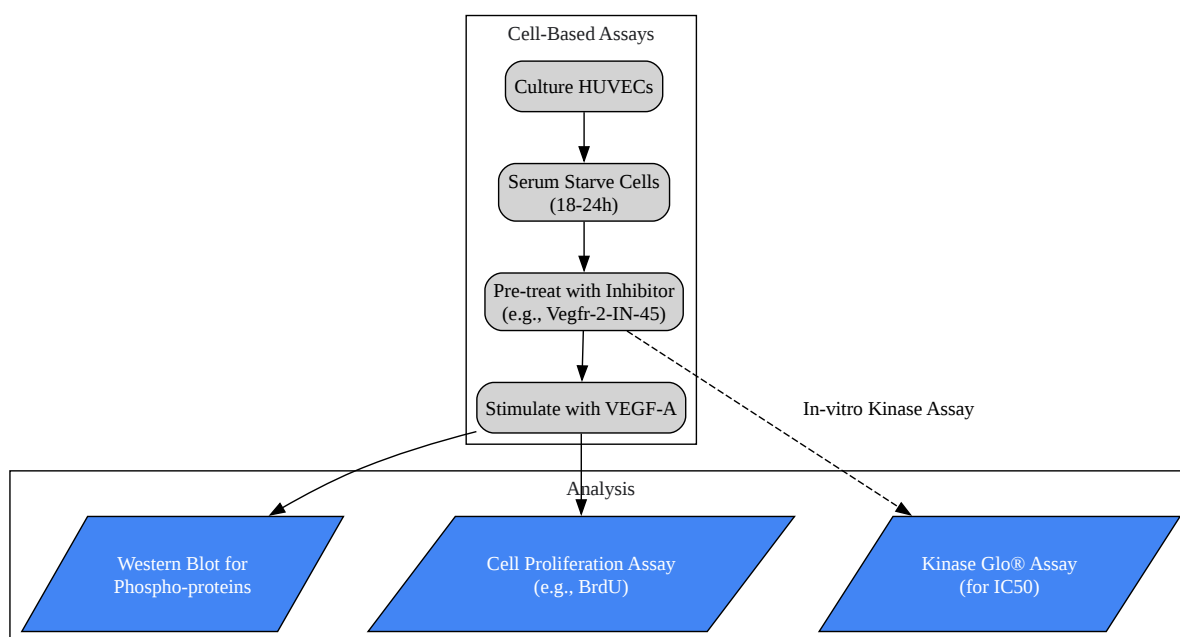 Cell-Based Assays
Culture HUVECs
Serum Starve Cells
(18-24h)
Pre-treat with Inhibitor
(e.g., Vegfr-2-IN-45)
Stimulate with VEGF-A
In-vitro Kinase Assay
Analysis
Western Blot for
Phospho-proteins
Cell Proliferation Assay
(e.g., BrdU)
Kinase Glo® Assay
(for IC50)